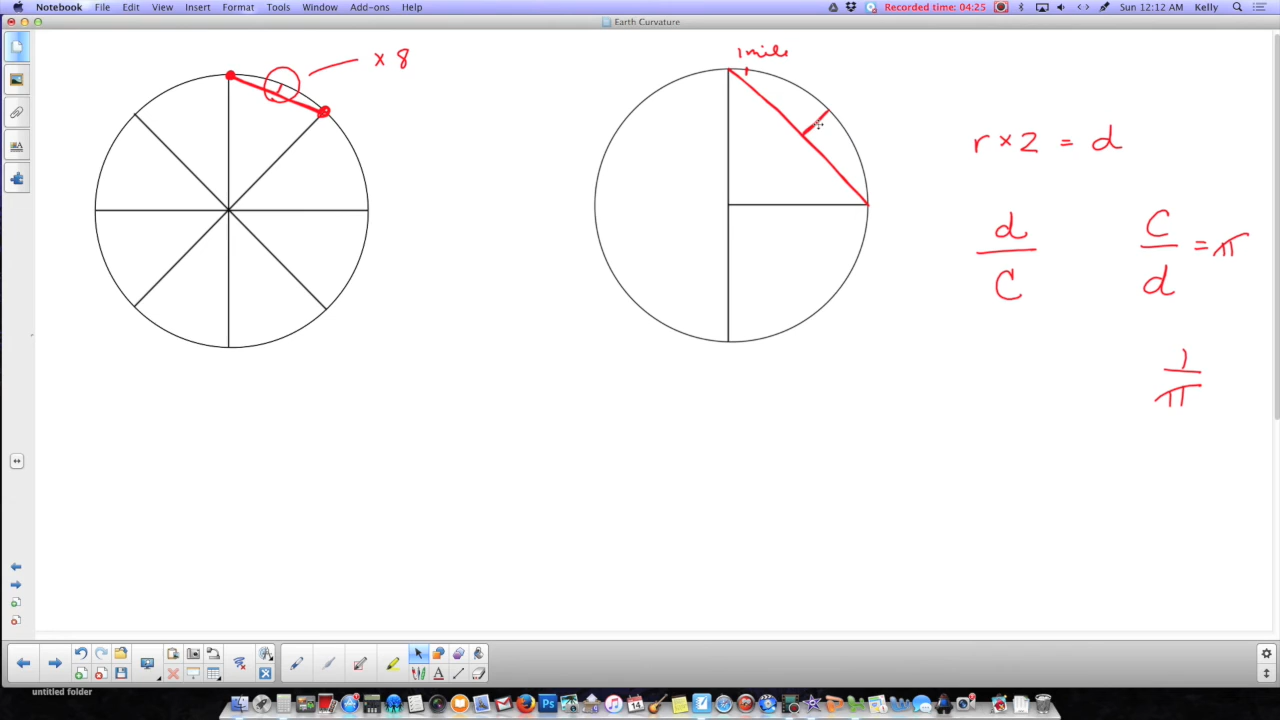 Notebook File Edit View Insert Format Tools Window Add-ons Help
Recorded time: 04:25
Sun 12:12 AM Kelly
Earth Curvature
x 8
1 mile
r × 2 = d
d
C
C
d
= π
1
π
untitled folder